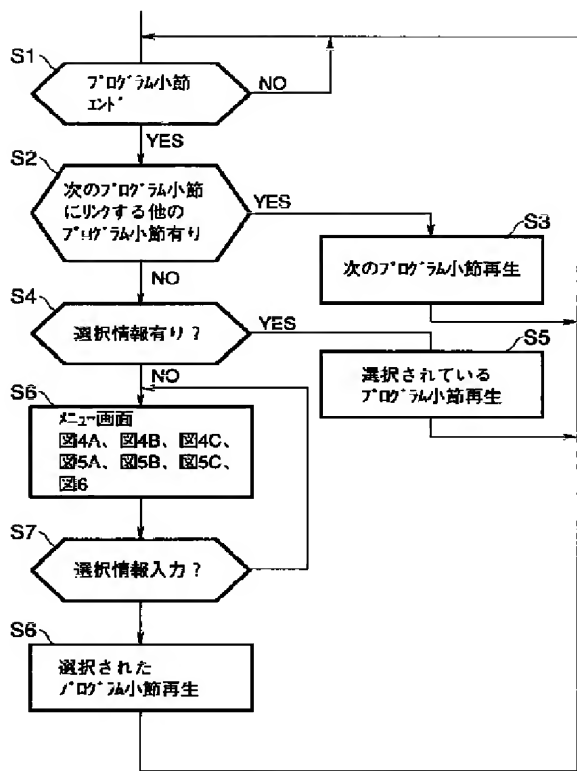 S1
プログラム小節
エンド
NO
YES
S2
次のプログラム小節
にリンクする他の
プログラム小節有り
YES
NO
S3
次のプログラム小節再生
S4
選択情報有り?
YES
NO
S5
選択されている
プログラム小節再生
S6
メニュー画面
図4A、図4B、図4C、
図5A、図5B、図5C、
図6
S7
選択情報入力?
S6
選択された
プログラム小節再生